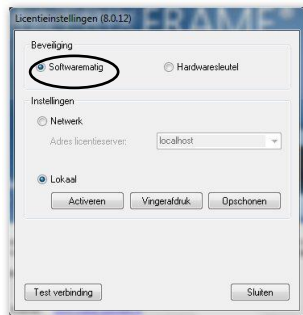 FRAME
Licentieinstellingen (8.0.12)
Beveiliging
Softwarematig Hardwaresleutel
Instellingen
Netwerk
Adres licentieserver: localhost
Lokaal
Activeren Vingerafdruk Opschonen
Test verbinding Sluiten